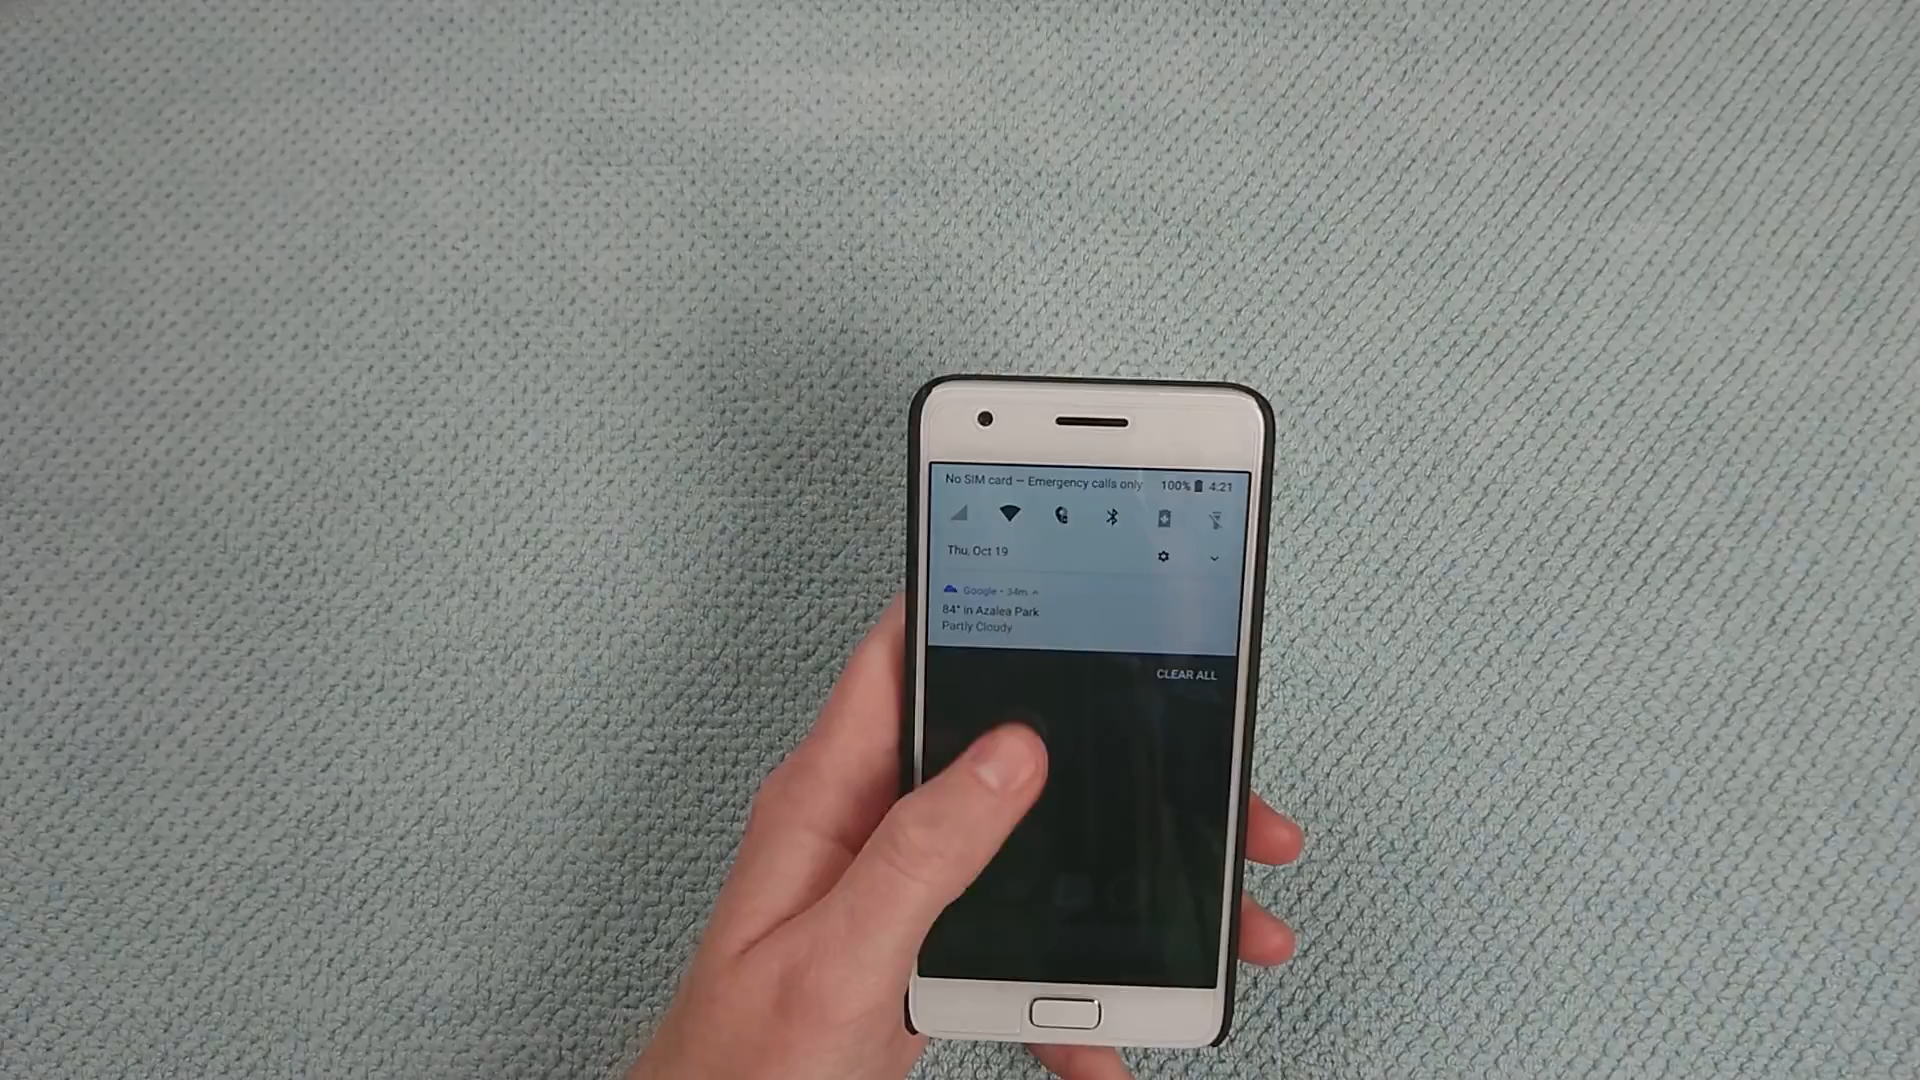 No SIM card – Emergency calls only 100% 4:21
Thu, Oct 19
Google • 34m
84° in Azalea Park
Partly Cloudy
CLEAR ALL